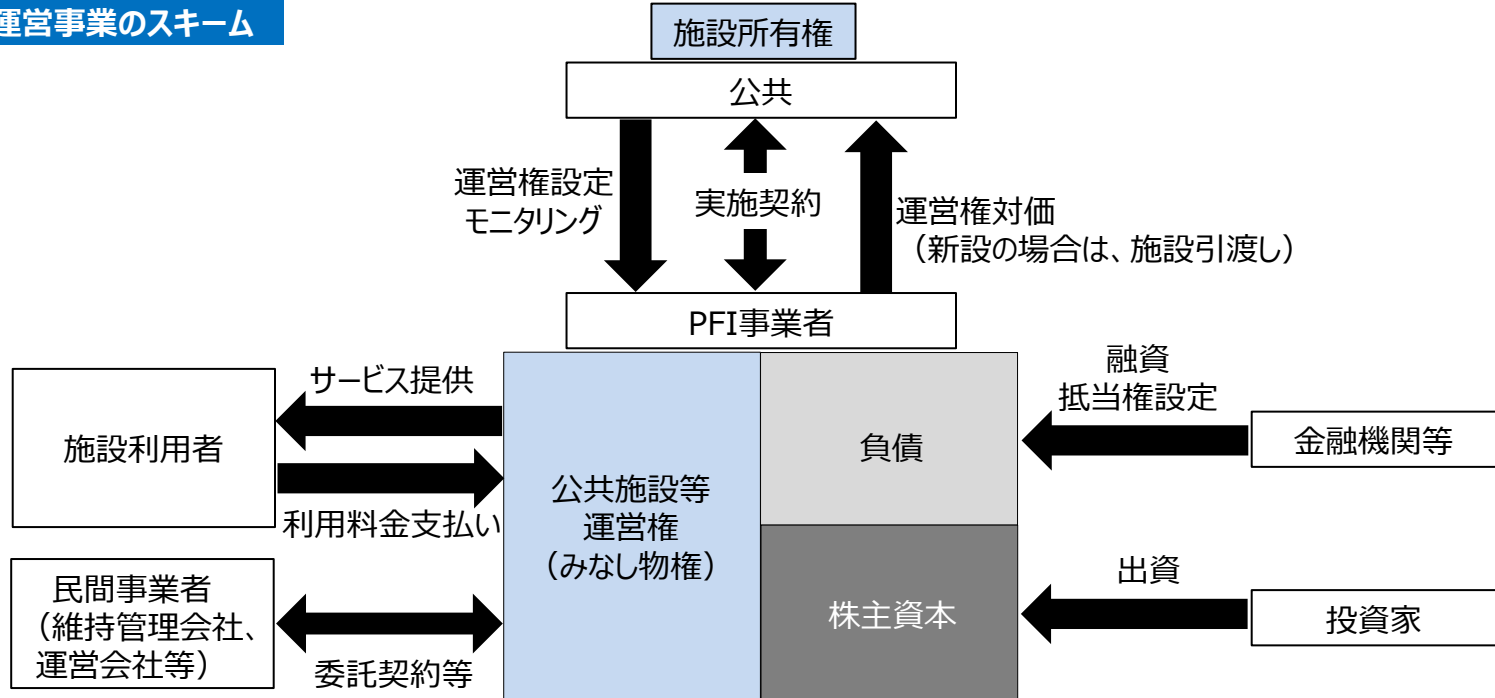 運営事業のスキーム
施設所有権
公共
運営権設定
モニタリング
実施契約
運営権対価
（新設の場合は、施設引渡し）
PFI事業者
施設利用者
サービス提供
利用料金支払い
民間事業者
（維持管理会社、
運営会社等）
委託契約等
公共施設等
運営権
（みなし物権）
負債
株主資本
融資
抵当権設定
金融機関等
出資
投資家